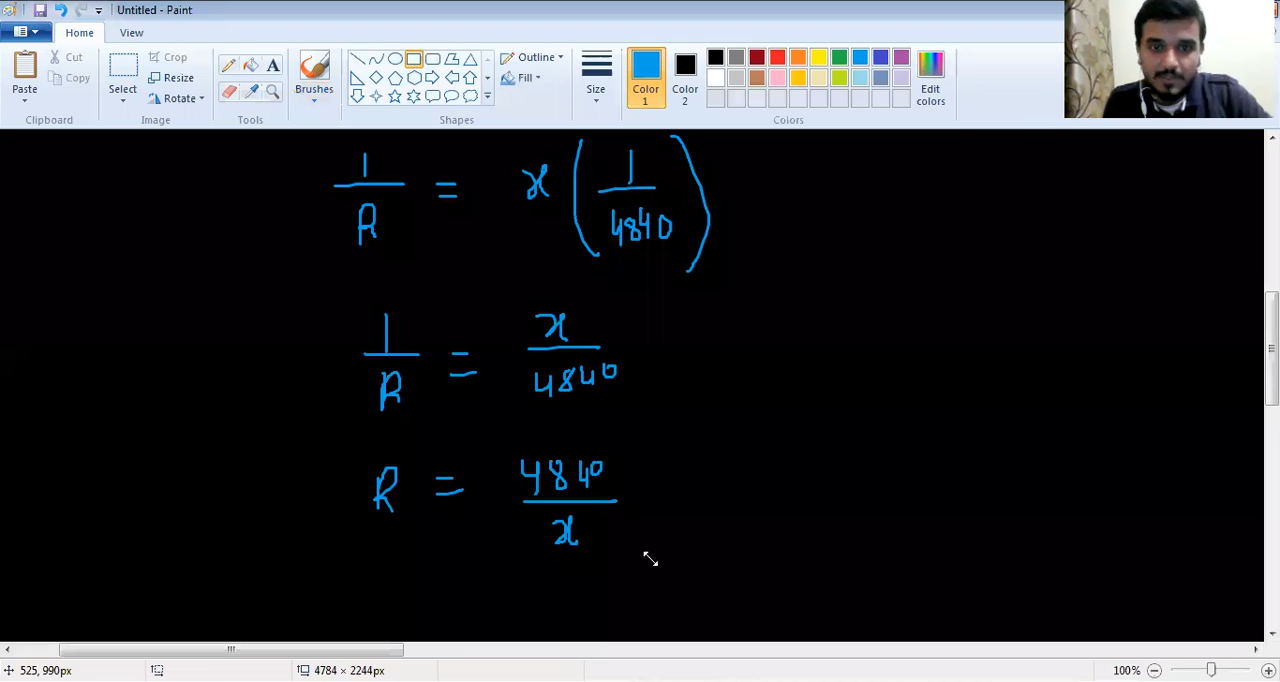 Untitled - Paint
Home View
Paste
Cut
Copy
Clipboard
Select
Crop
Resize
Rotate
Image
A
Tools
Brushes
Outline
Fill
Shapes
Size
Color 1
Color 2
Edit colors
Colors
1/R = x (1/4840)
1/R = x/4840
R = 4840/x
525, 990px
4784 × 2244px
100%